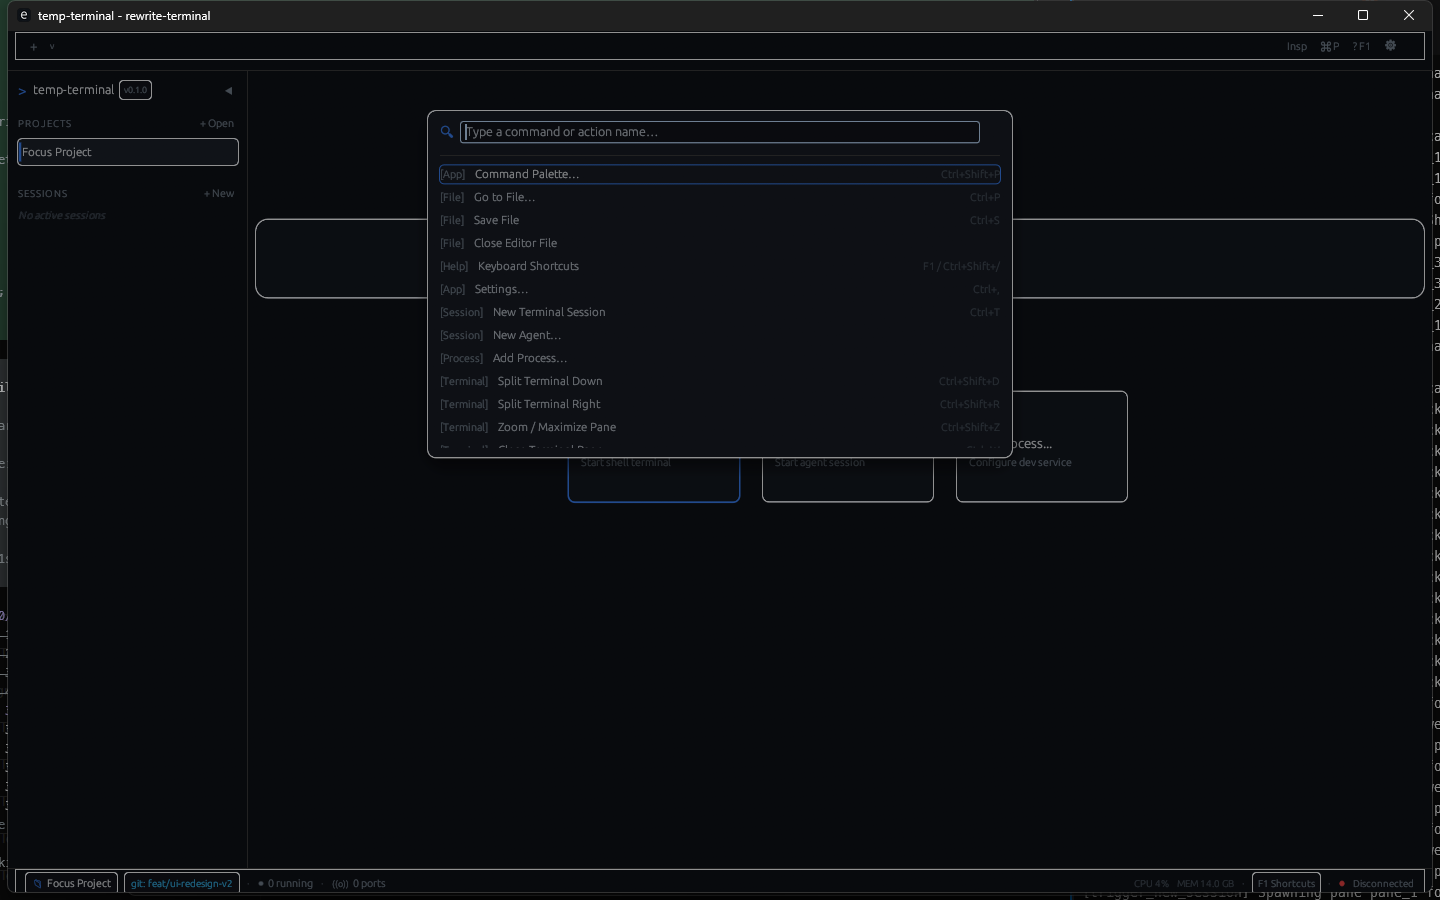 temp-terminal - rewrite-terminal
+ v Insp ⌘P ? F1
> temp-terminal v0.1.0
PROJECTS + Open
Focus Project
SESSIONS + New
No active sessions
Type a command or action name...
[App] Command Palette... Ctrl+Shift+P
[File] Go to File... Ctrl+P
[File] Save File Ctrl+S
[File] Close Editor File
[Help] Keyboard Shortcuts F1 / Ctrl+Shift+/
[App] Settings... Ctrl+,
[Session] New Terminal Session Ctrl+T
[Session] New Agent...
[Process] Add Process...
[Terminal] Split Terminal Down Ctrl+Shift+D
[Terminal] Split Terminal Right Ctrl+Shift+R
[Terminal] Zoom / Maximize Pane Ctrl+Shift+Z
ocess...
Start shell terminal
Start agent session
Configure dev service
Focus Project git: feat/ui-redesign-v2 · ● 0 running · ((o)) 0 ports CPU 4% MEM 14.0 GB · F1 Shortcuts · ● Disconnected
[trigger_new_session] Spawning pane pane_1 fo